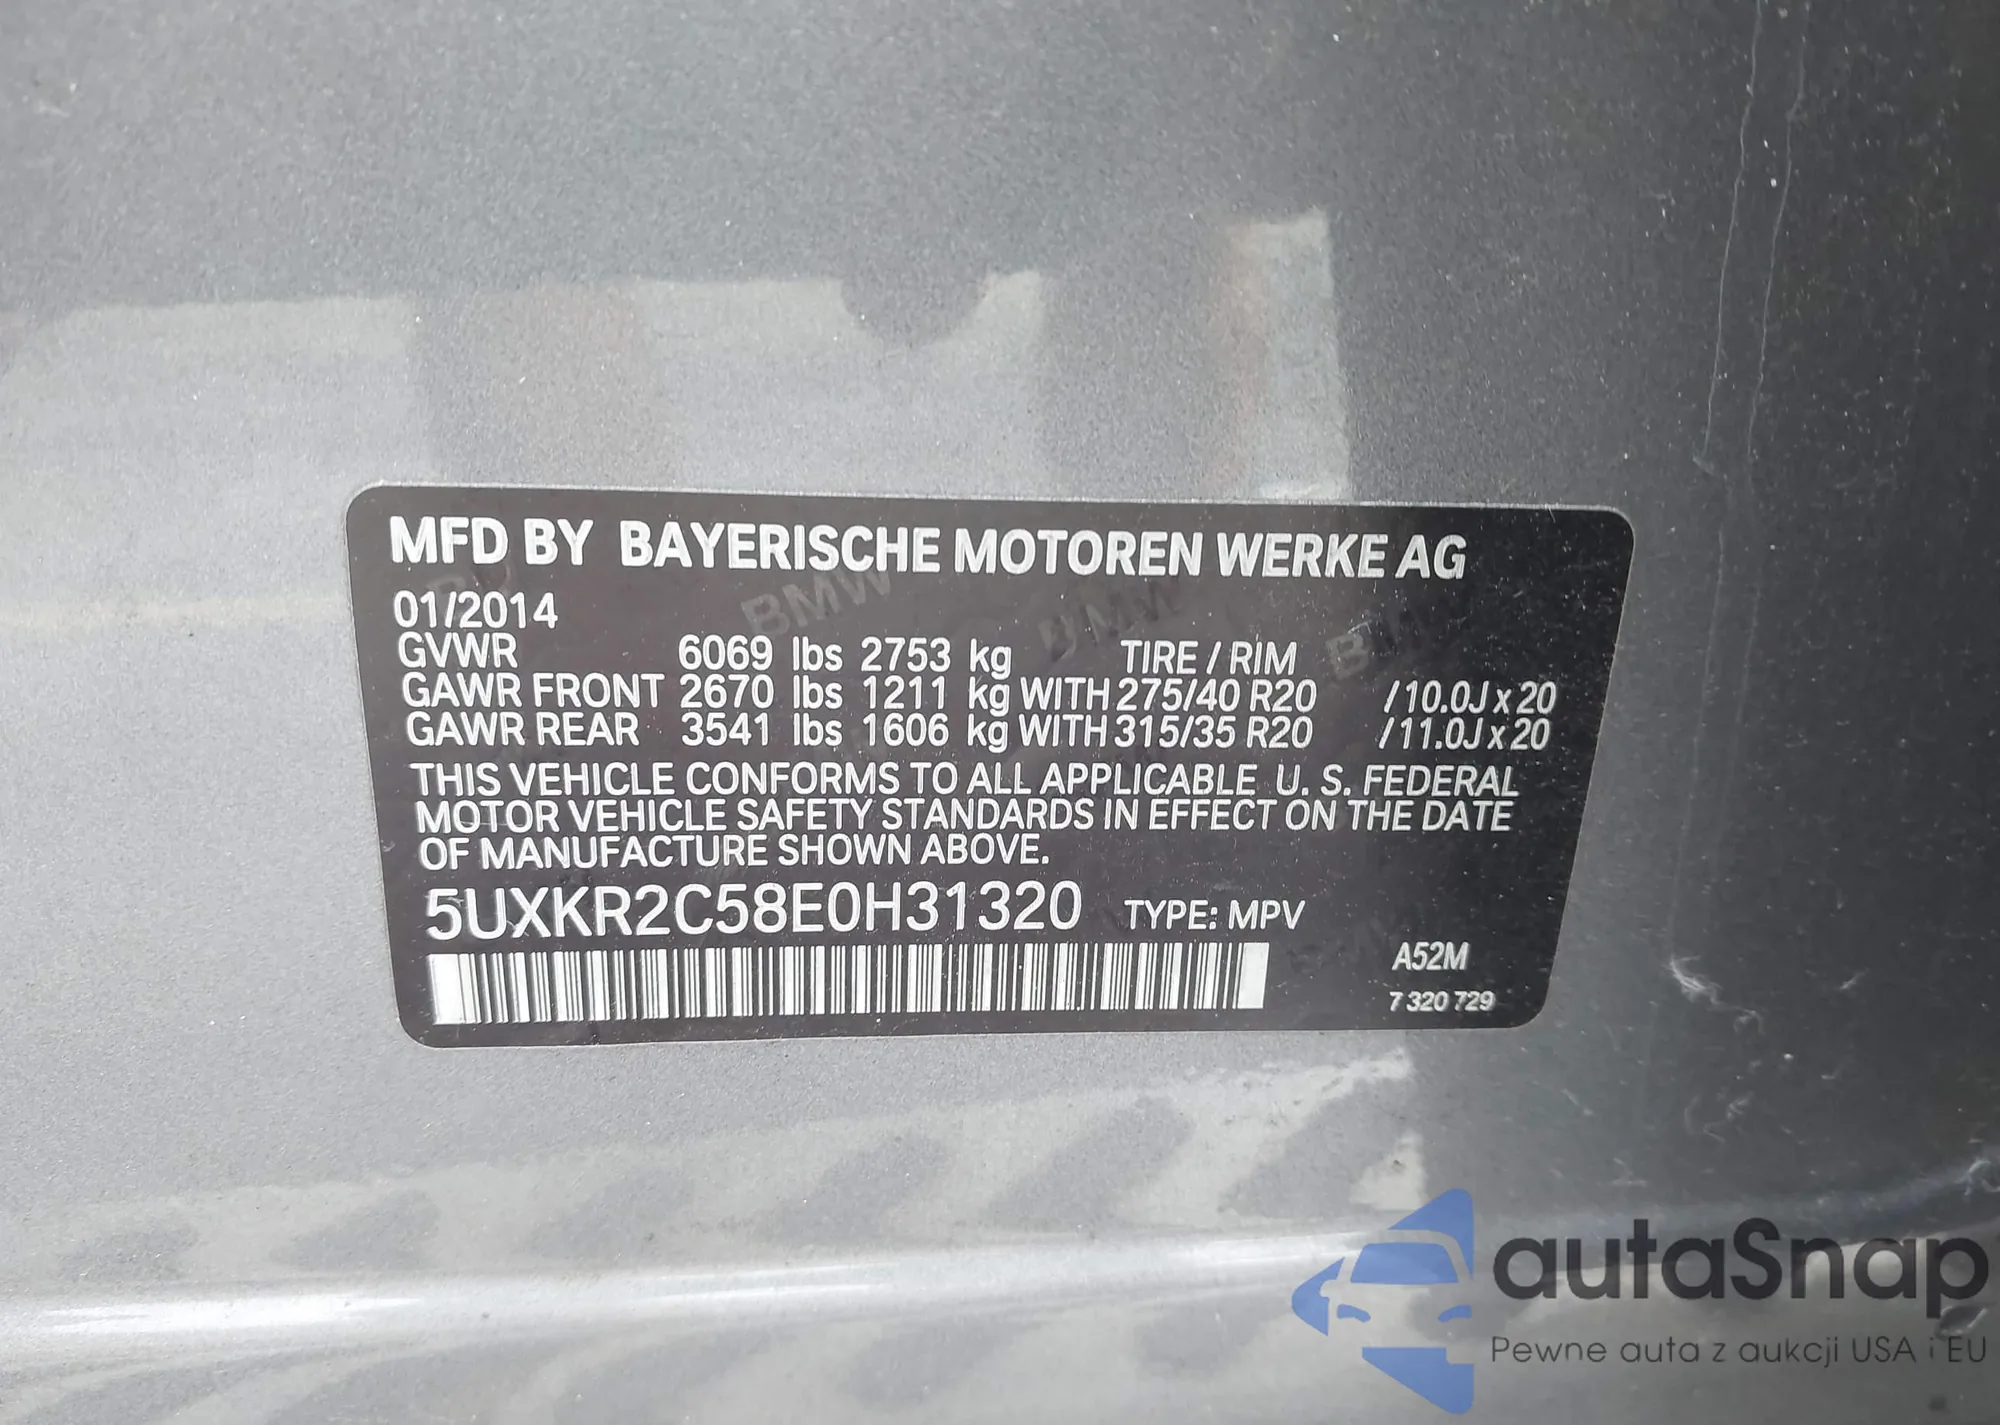 MFD BY BAYERISCHE MOTOREN WERKE AG
01/2014
GVWR 6069 lbs 2753 kg TIRE / RIM
GAWR FRONT 2670 lbs 1211 kg WITH 275/40 R20 / 10.0J x 20
GAWR REAR 3541 lbs 1606 kg WITH 315/35 R20 / 11.0J x 20
THIS VEHICLE CONFORMS TO ALL APPLICABLE U. S. FEDERAL
MOTOR VEHICLE SAFETY STANDARDS IN EFFECT ON THE DATE
OF MANUFACTURE SHOWN ABOVE.
5UXKR2C58E0H31320 TYPE: MPV
A52M
7 320 729
BMW BMW BMW
autaSnap
Pewne auta z aukcji USA i EU